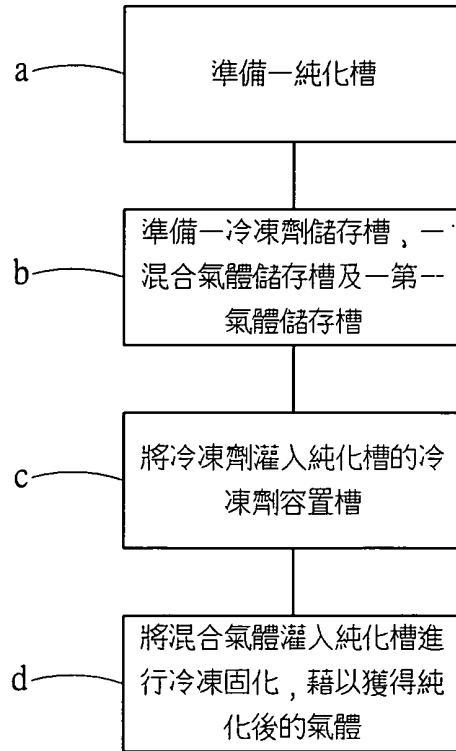 a
準備一純化槽
b
準備一冷凍劑儲存槽，一
混合氣體儲存槽及一第一
氣體儲存槽
c
將冷凍劑灌入純化槽的冷
凍劑容置槽
d
將混合氣體灌入純化槽進
行冷凍固化，藉以獲得純
化後的氣體